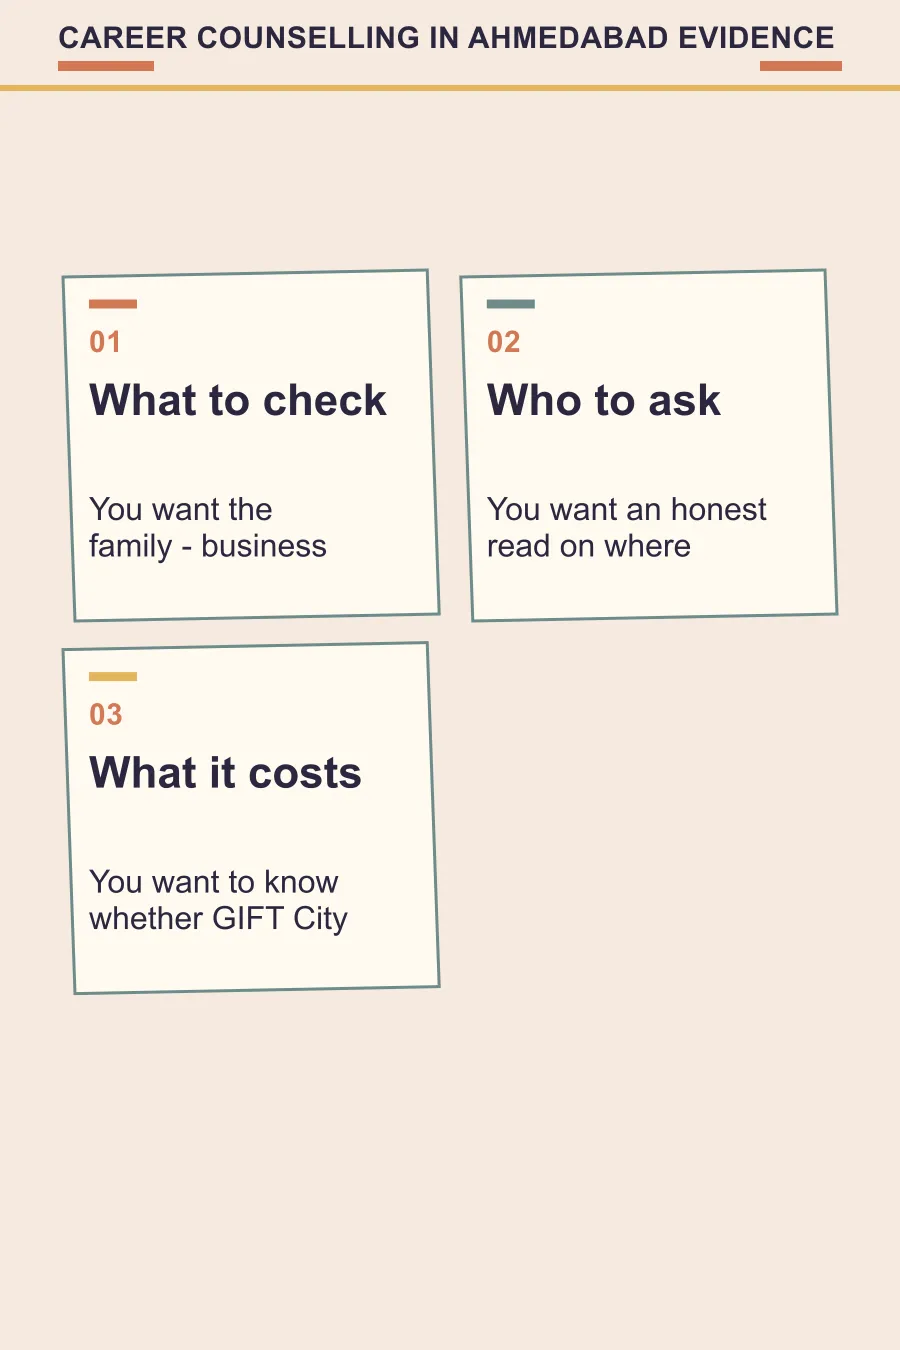 CAREER COUNSELLING IN AHMEDABAD EVIDENCE
01
What to check
You want the
family - business
02
Who to ask
You want an honest
read on where
03
What it costs
You want to know
whether GIFT City